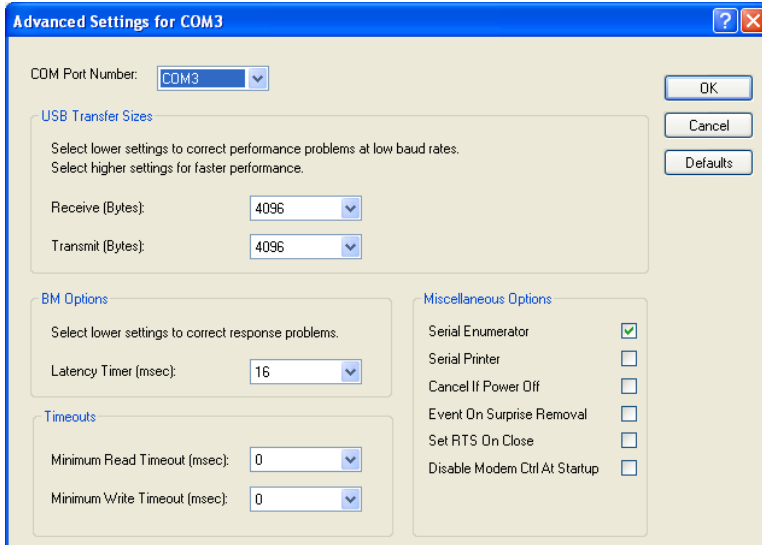 Advanced Settings for COM3
COM Port Number: COM3
OK
Cancel
Defaults
USB Transfer Sizes
Select lower settings to correct performance problems at low baud rates.
Select higher settings for faster performance.
Receive (Bytes): 4096
Transmit (Bytes): 4096
BM Options
Select lower settings to correct response problems.
Latency Timer (msec): 16
Timeouts
Minimum Read Timeout (msec): 0
Minimum Write Timeout (msec): 0
Miscellaneous Options
Serial Enumerator
Serial Printer
Cancel If Power Off
Event On Surprise Removal
Set RTS On Close
Disable Modem Ctrl At Startup